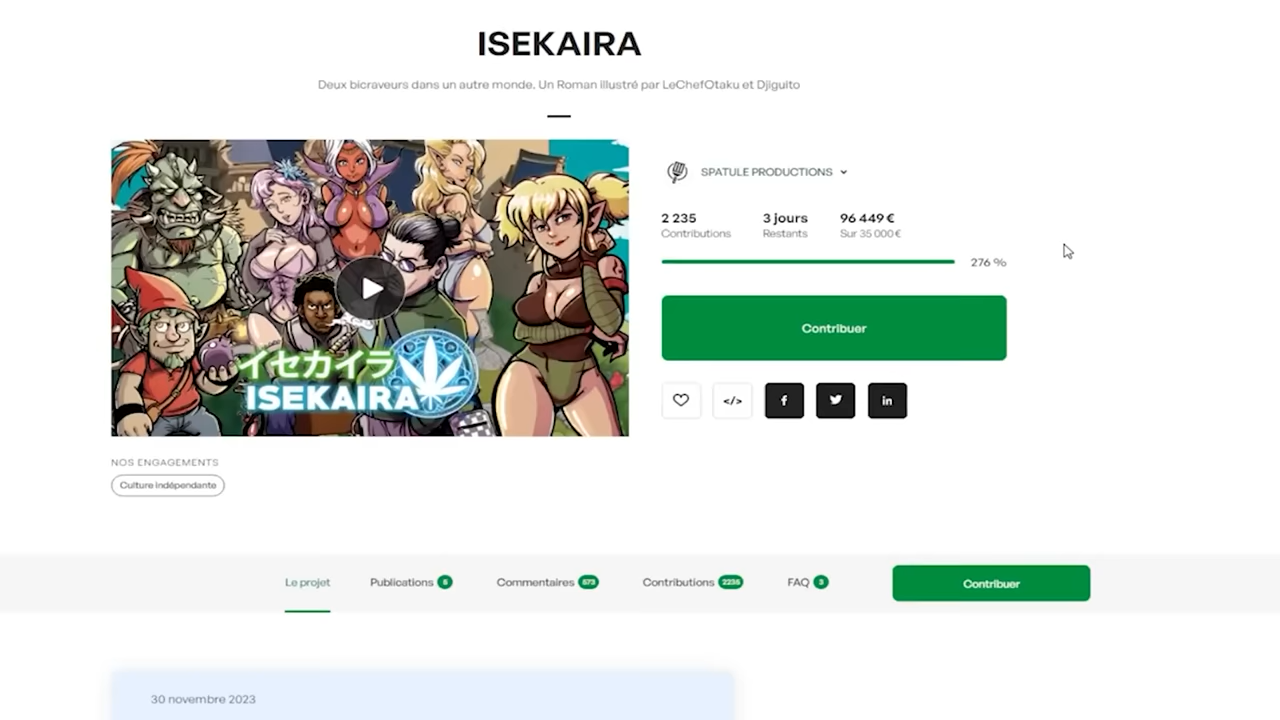 ISEKAIRA
Deux bicraveurs dans un autre monde. Un Roman illustré par LeChefOtaku et Djiguito
SPATULE PRODUCTIONS
2 235
Contributions
3 jours
Restants
96 449 €
Sur 35 000 €
276 %
Contribuer
イセカイラ
ISEKAIRA
</>
f
in
NOS ENGAGEMENTS
Culture indépendante
Le projet
Publications 5
Commentaires 573
Contributions 2235
FAQ 3
Contribuer
30 novembre 2023